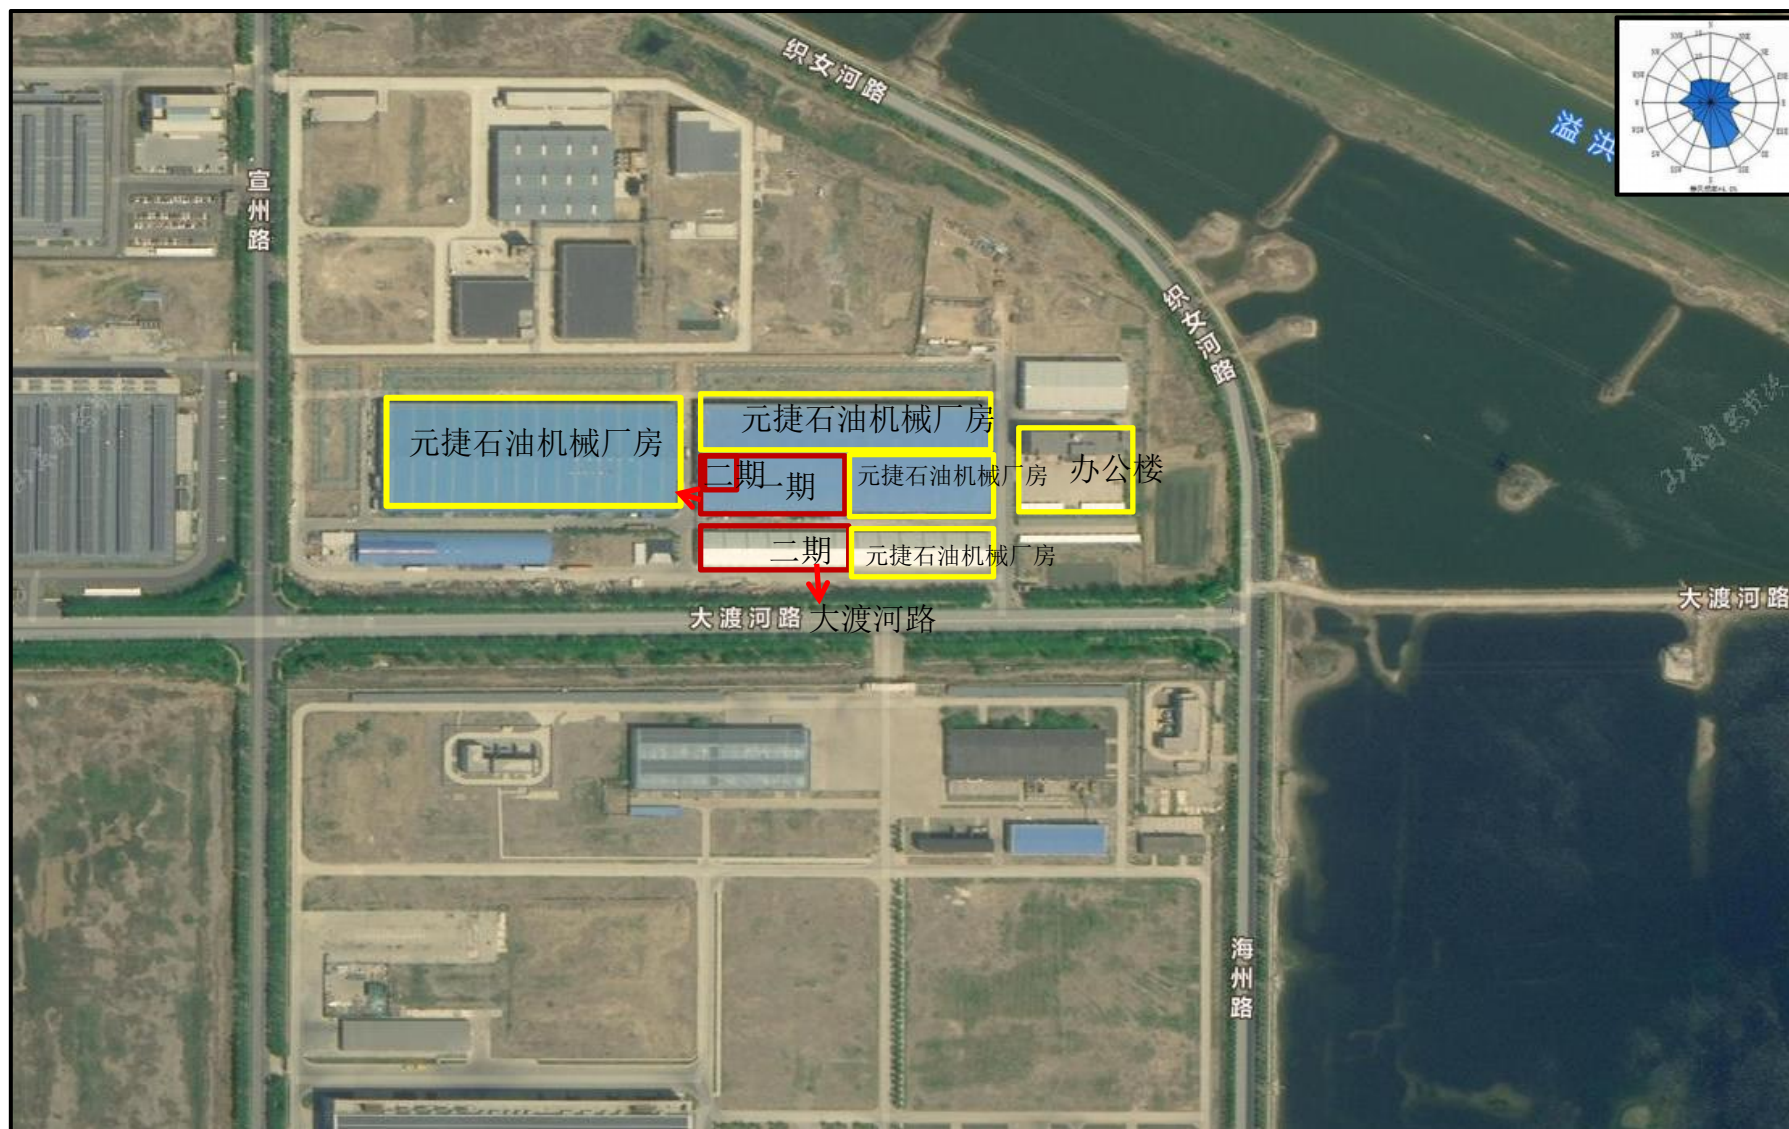 织女河路
溢洪
宣州路
织女河路
元捷石油机械厂房
元捷石油机械厂房
二期
一期
元捷石油机械厂房
办公楼
二期
元捷石油机械厂房
大渡河路
大渡河路
大渡河路
海州路